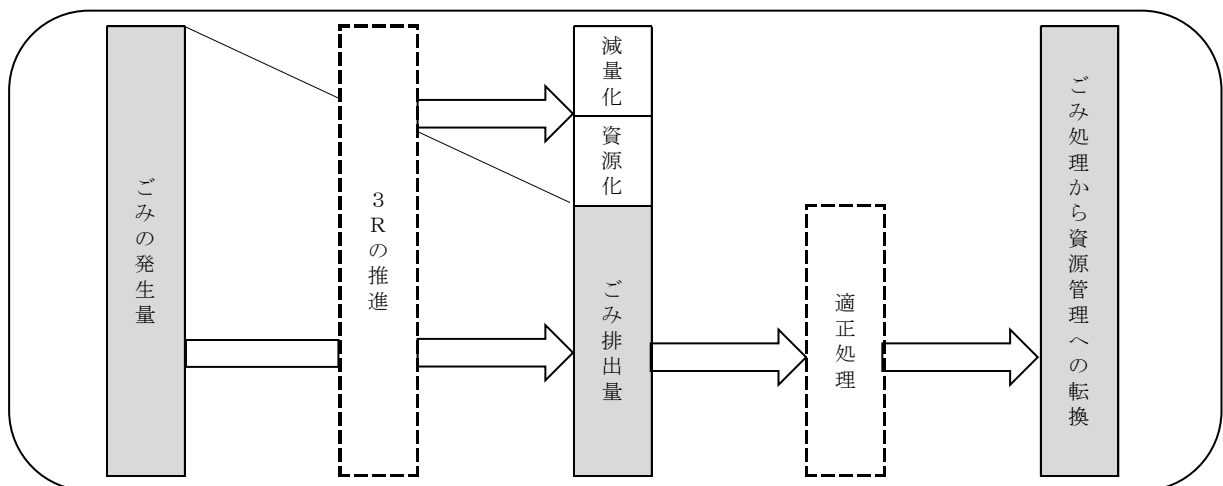 ごみの発生量
３Ｒの推進
減量化
資源化
ごみ排出量
適正処理
ごみ処理から資源管理への転換